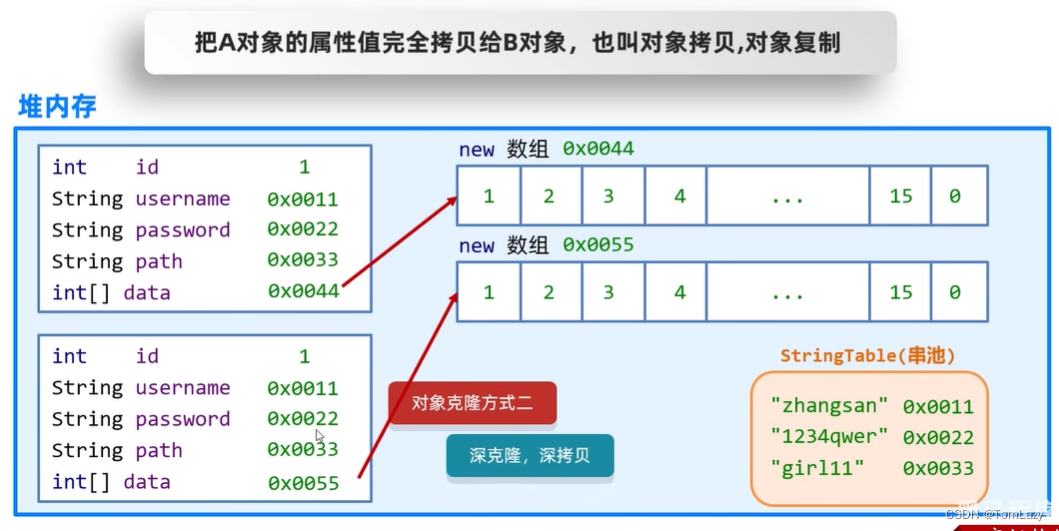 把A对象的属性值完全拷贝给B对象，也叫对象拷贝,对象复制
堆内存
int id 1
String username 0x0011
String password 0x0022
String path 0x0033
int[] data 0x0044
new 数组 0x0044
1 2 3 4 ... 15 0
new 数组 0x0055
1 2 3 4 ... 15 0
int id 1
String username 0x0011
String password 0x0022
String path 0x0033
int[] data 0x0055
对象克隆方式二
深克隆，深拷贝
StringTable(串池)
"zhangsan" 0x0011
"1234qwer" 0x0022
"girl11" 0x0033
CSDN @TomLazy